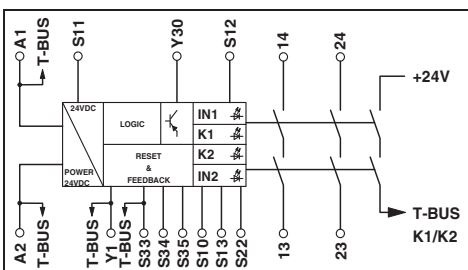 A1
T-BUS
S11
Y30
S12
14
24
+24V
24VDC
LOGIC
IN1
K1
K2
IN2
POWER
24VDC
RESET
&
FEEDBACK
A2
T-BUS
T-BUS
Y1
T-BUS
S33
S34
S35
S10
S13
S22
13
23
T-BUS
K1/K2